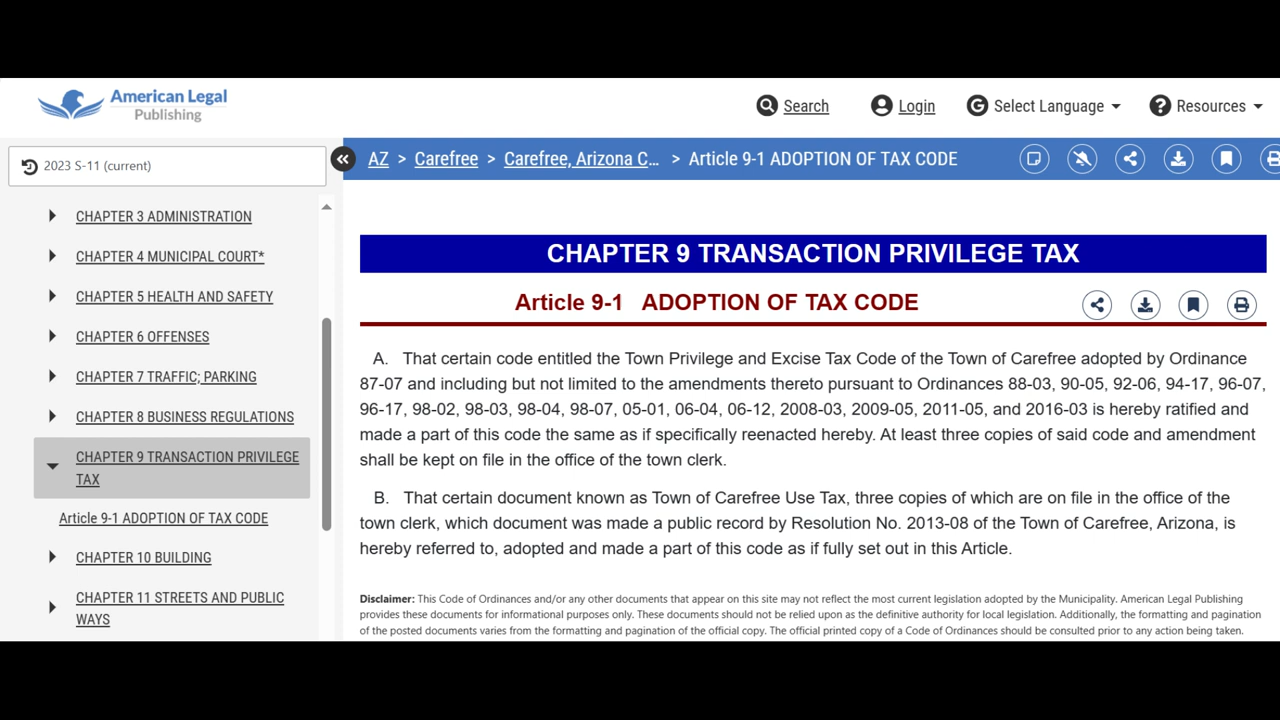 American Legal
Publishing
Search
Login
Select Language
Resources
2023 S-11 (current)
AZ > Carefree > Carefree, Arizona C... > Article 9-1 ADOPTION OF TAX CODE
CHAPTER 3 ADMINISTRATION
CHAPTER 4 MUNICIPAL COURT*
CHAPTER 5 HEALTH AND SAFETY
CHAPTER 6 OFFENSES
CHAPTER 7 TRAFFIC; PARKING
CHAPTER 8 BUSINESS REGULATIONS
CHAPTER 9 TRANSACTION PRIVILEGE
TAX
Article 9-1 ADOPTION OF TAX CODE
CHAPTER 10 BUILDING
CHAPTER 11 STREETS AND PUBLIC
WAYS
CHAPTER 9 TRANSACTION PRIVILEGE TAX
Article 9-1 ADOPTION OF TAX CODE
A. That certain code entitled the Town Privilege and Excise Tax Code of the Town of Carefree adopted by Ordinance
87-07 and including but not limited to the amendments thereto pursuant to Ordinances 88-03, 90-05, 92-06, 94-17, 96-07,
96-17, 98-02, 98-03, 98-04, 98-07, 05-01, 06-04, 06-12, 2008-03, 2009-05, 2011-05, and 2016-03 is hereby ratified and
made a part of this code the same as if specifically reenacted hereby. At least three copies of said code and amendment
shall be kept on file in the office of the town clerk.
B. That certain document known as Town of Carefree Use Tax, three copies of which are on file in the office of the
town clerk, which document was made a public record by Resolution No. 2013-08 of the Town of Carefree, Arizona, is
hereby referred to, adopted and made a part of this code as if fully set out in this Article.
Disclaimer: This Code of Ordinances and/or any other documents that appear on this site may not reflect the most current legislation adopted by the Municipality. American Legal Publishing
provides these documents for informational purposes only. These documents should not be relied upon as the definitive authority for local legislation. Additionally, the formatting and pagination
of the posted documents varies from the formatting and pagination of the official copy. The official printed copy of a Code of Ordinances should be consulted prior to any action being taken.